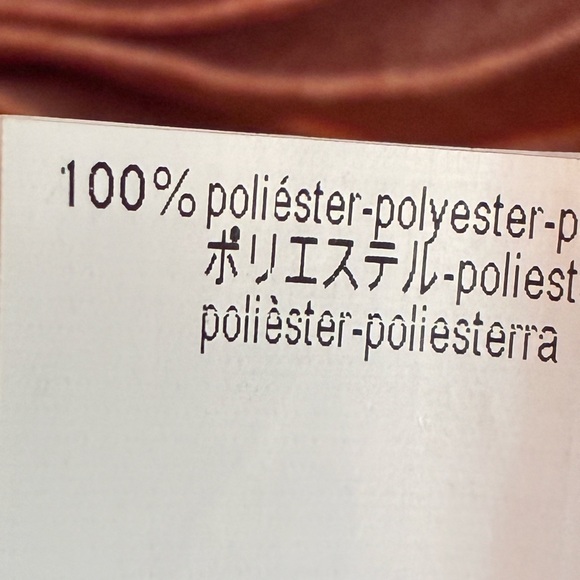 100% poliéster-polyester-p
ポリエステル-poliest
polièster-poliesterra